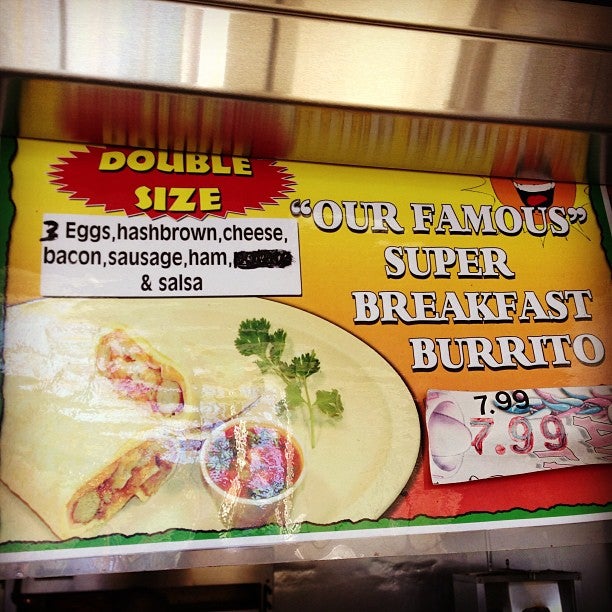 DOUBLE
SIZE
3 Eggs,hashbrown,cheese,
bacon,sausage,ham,
& salsa
"OUR FAMOUS"
SUPER
BREAKFAST
BURRITO
7.99
7.99